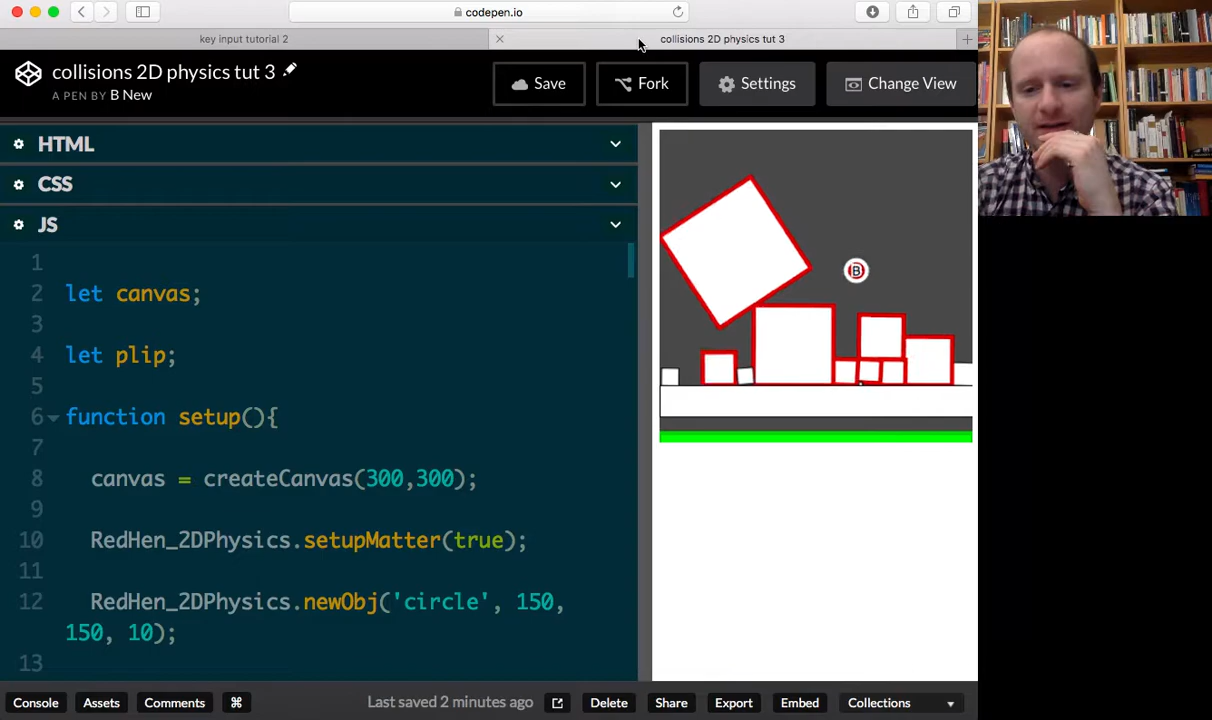 codepen.io
key input tutorial 2
collisions 2D physics tut 3
collisions 2D physics tut 3
Save
Fork
Settings
Change View
A PEN BY B New
HTML
CSS
JS
1
2 let canvas;
3
4 let plip;
5
6 function setup(){
7
8 canvas = createCanvas(300,300);
9
10 RedHen_2DPhysics.setupMatter(true);
11
12 RedHen_2DPhysics.newObj('circle', 150,
150, 10);
13
B
Console
Assets
Comments
⌘
Last saved 2 minutes ago
Delete
Share
Export
Embed
Collections